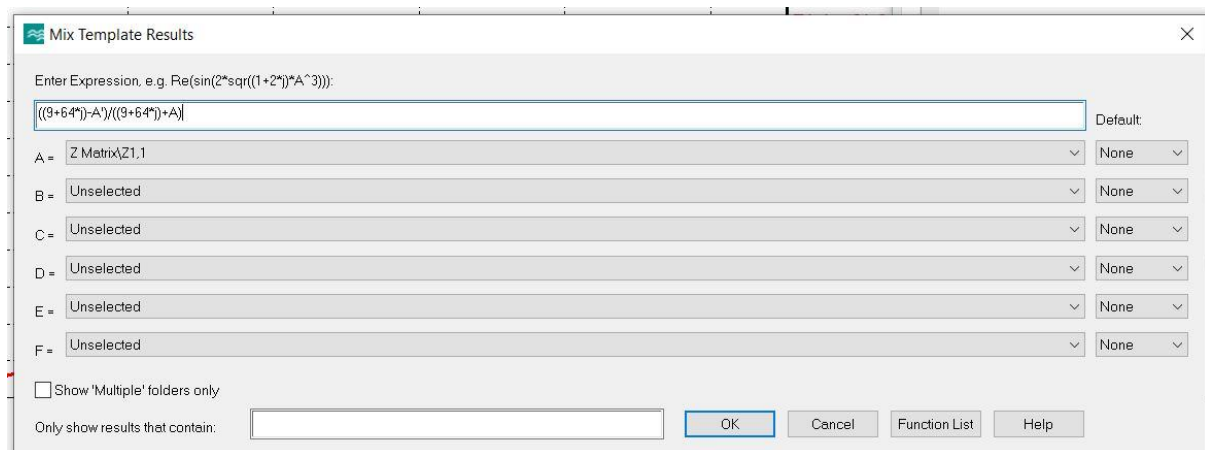 Mix Template Results
Enter Expression, e.g. Re(sin(2*sqr((1+2*j)*A^3))):
((9+64*j)-A')/((9+64*j)+A)
Default:
A = Z Matrix\Z1,1 None
B = Unselected None
C = Unselected None
D = Unselected None
E = Unselected None
F = Unselected None
Show 'Multiple' folders only
Only show results that contain: OK Cancel Function List Help